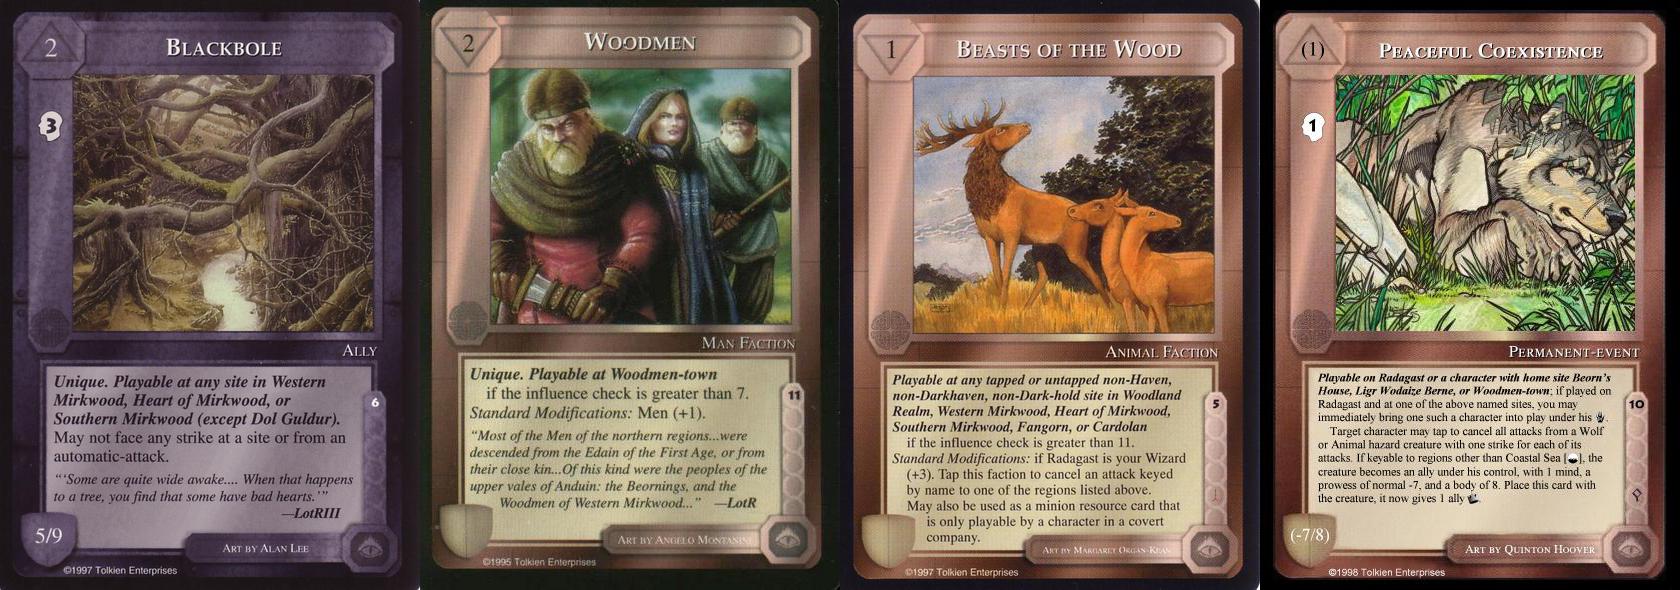 2
BLACKBOLE
3
ALLY
Unique. Playable at any site in Western
Mirkwood, Heart of Mirkwood, or
Southern Mirkwood (except Dol Guldur).
May not face any strike at a site or from an
automatic-attack.
"'Some are quite wide awake.... When that happens
to a tree, you find that some have bad hearts.'"
—LotRIII
6
5/9
ART BY ALAN LEE
©1997 Tolkien Enterprises
2
WOODMEN
MAN FACTION
Unique. Playable at Woodmen-town
if the influence check is greater than 7.
Standard Modifications: Men (+1).
"Most of the Men of the northern regions...were
descended from the Edain of the First Age, or from
their close kin...Of this kind were the peoples of the
upper vales of Anduin: the Beornings, and the
Woodmen of Western Mirkwood..." —LotR
11
ART BY ANGELO MONTANINI
©1995 Tolkien Enterprises
1
BEASTS OF THE WOOD
ANIMAL FACTION
Playable at any tapped or untapped non-Haven,
non-Darkhaven, non-Dark-hold site in Woodland
Realm, Western Mirkwood, Heart of Mirkwood,
Southern Mirkwood, Fangorn, or Cardolan
if the influence check is greater than 11.
Standard Modifications: if Radagast is your Wizard
(+3). Tap this faction to cancel an attack keyed
by name to one of the regions listed above.
May also be used as a minion resource card that
is only playable by a character in a covert
company.
5
ART BY MARGARET ORGAN-KEAN
©1997 Tolkien Enterprises
(1)
PEACEFUL COEXISTENCE
1
PERMANENT-EVENT
Playable on Radagast or a character with home site Beorn's
House, Ligr Wodaize Berne, or Woodmen-town; if played on
Radagast and at one of the above named sites, you may
immediately bring one such a character into play under his
Target character may tap to cancel all attacks from a Wolf
or Animal hazard creature with one strike for each of its
attacks. If keyable to regions other than Coastal Sea [ ], the
creature becomes an ally under his control, with 1 mind, a
prowess of normal -7, and a body of 8. Place this card with
the creature, it now gives 1 ally
10
(-7/8)
ART BY QUINTON HOOVER
©1998 Tolkien Enterprises